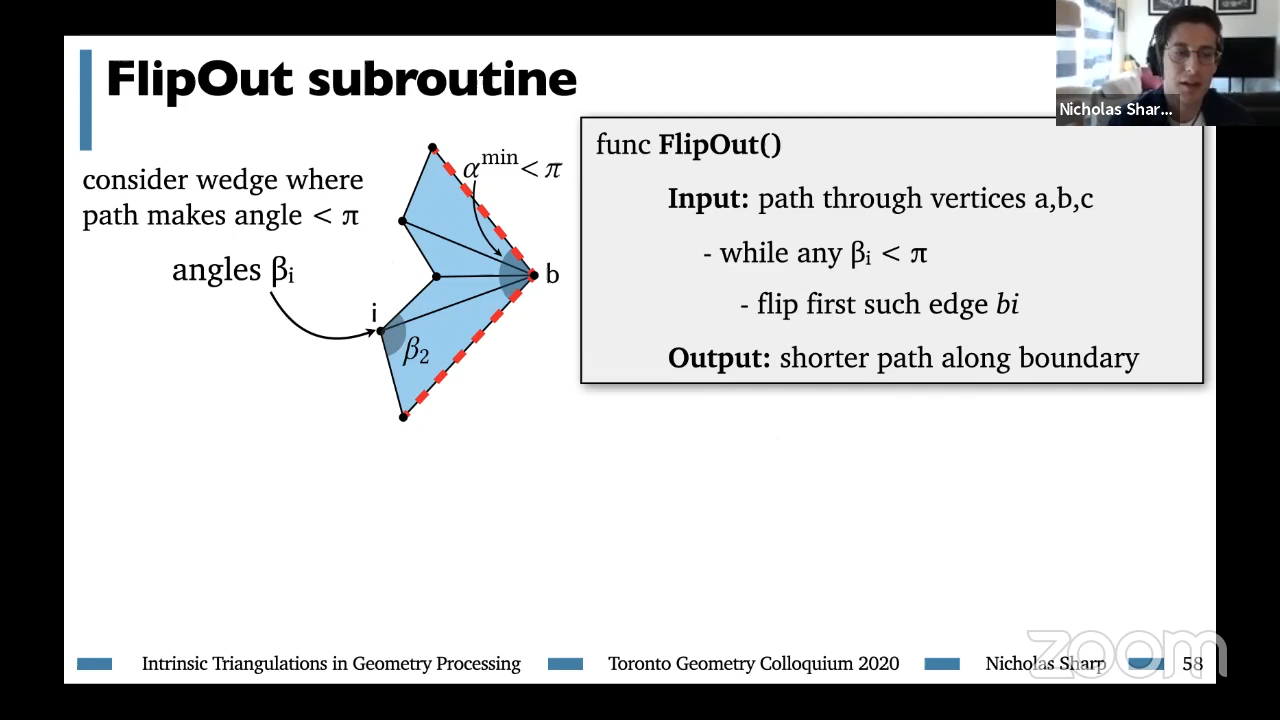 FlipOut subroutine
Nicholas Shar...
consider wedge where
path makes angle < π
angles βᵢ
αᵐⁱⁿ < π
b
i
β₂
func FlipOut()
Input: path through vertices a,b,c
- while any βᵢ < π
- flip first such edge bi
Output: shorter path along boundary
Intrinsic Triangulations in Geometry Processing
Toronto Geometry Colloquium 2020
Nicholas Sharp
58
zoom